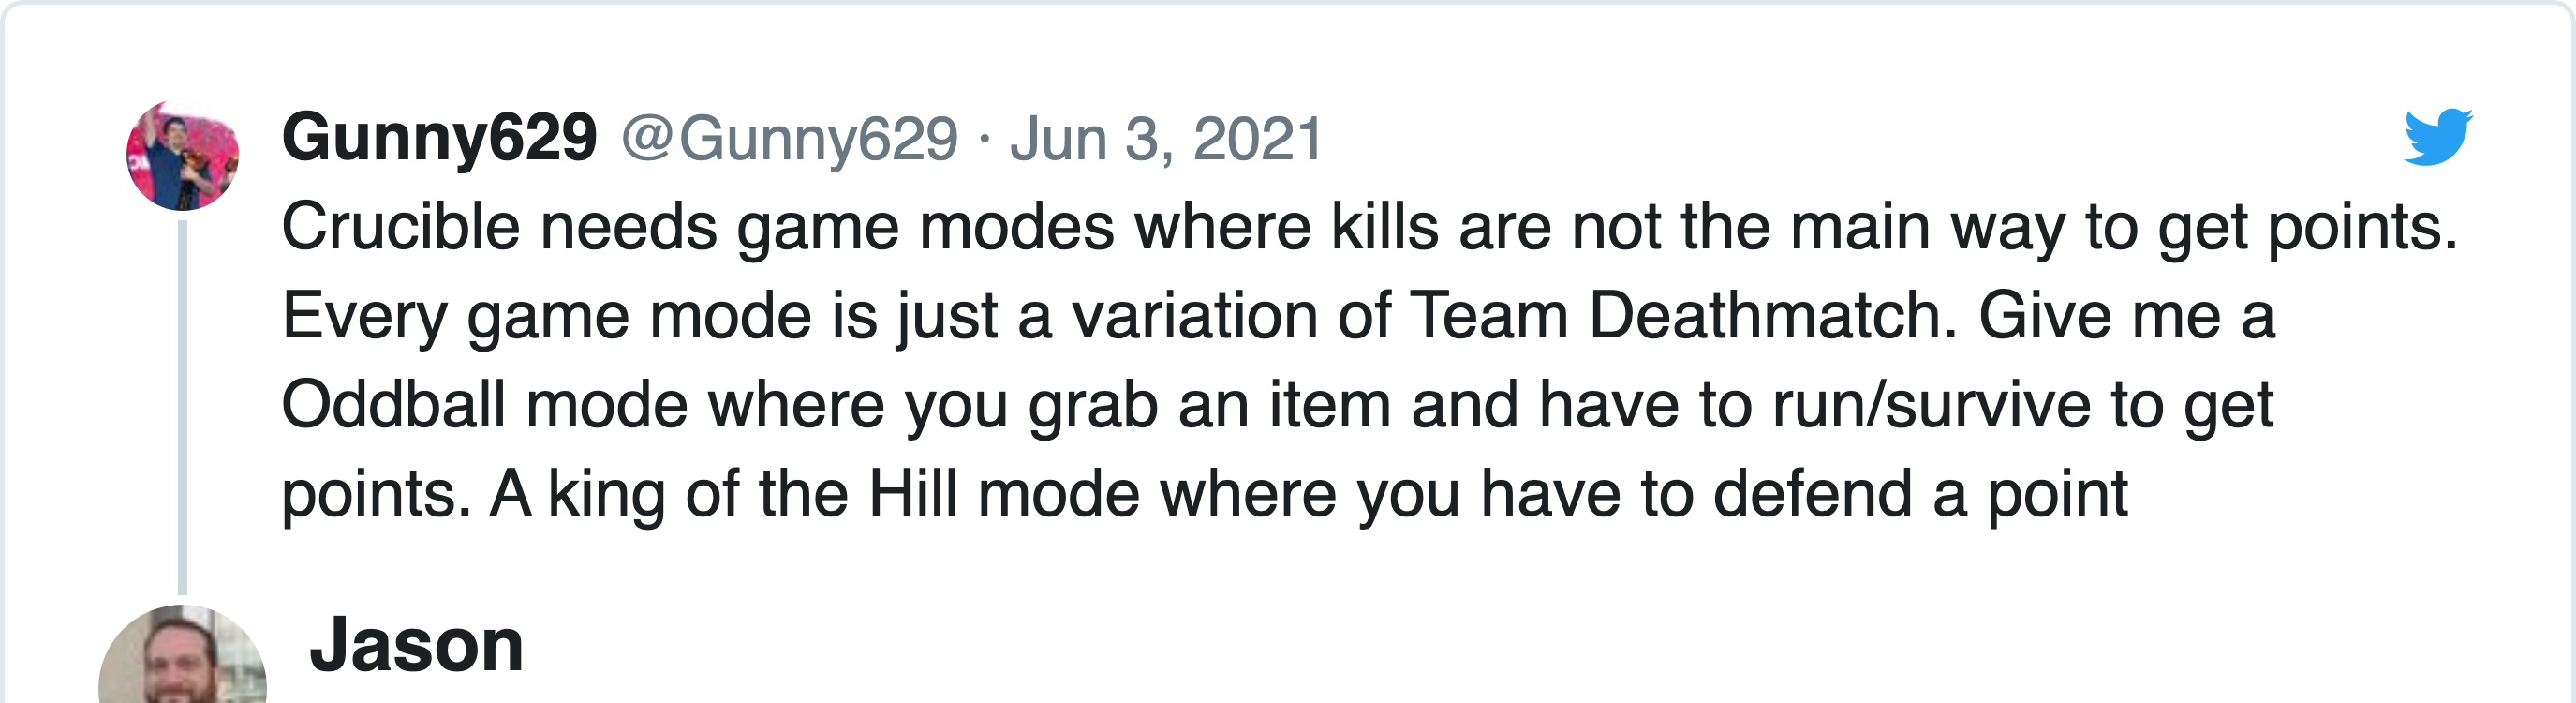 Gunny629 @Gunny629 · Jun 3, 2021
Crucible needs game modes where kills are not the main way to get points.
Every game mode is just a variation of Team Deathmatch. Give me a
Oddball mode where you grab an item and have to run/survive to get
points. A king of the Hill mode where you have to defend a point
Jason